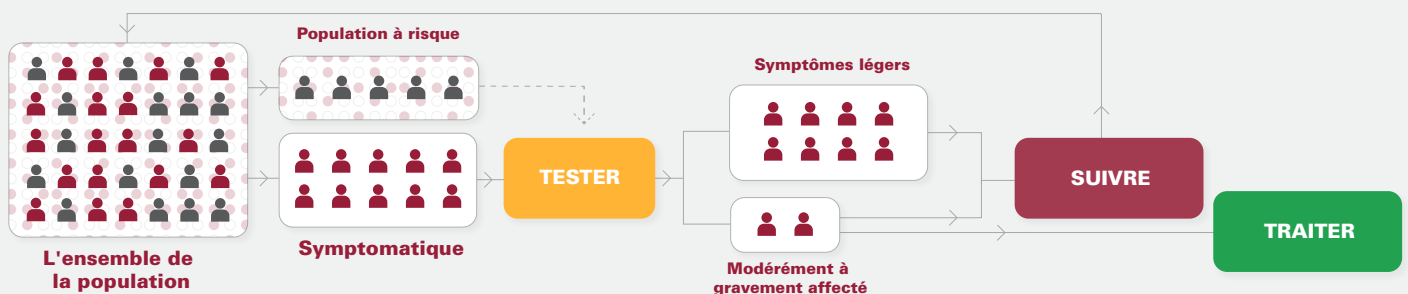 L'ensemble de
la population
Population à risque
Symptomatique
TESTER
Symptômes légers
Modérément à
gravement affecté
SUIVRE
TRAITER